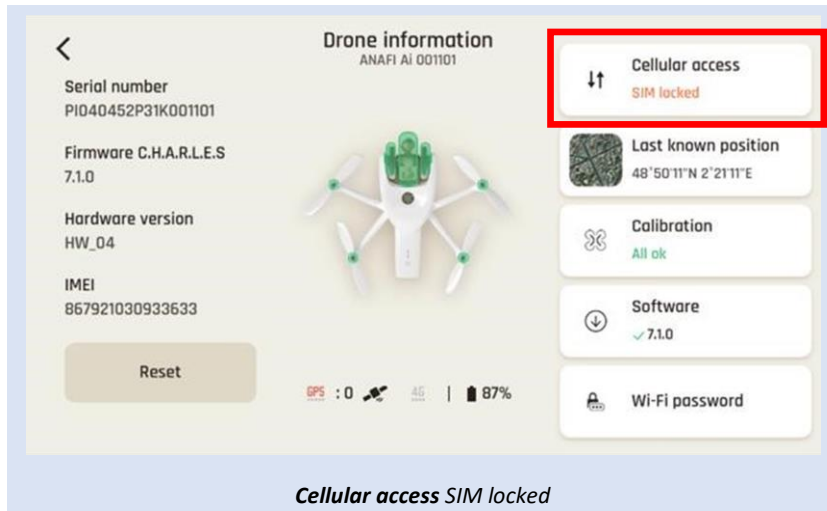 Drone information
ANAFI Ai 001101
Serial number
PI040452P31K001101
Firmware C.H.A.R.L.E.S
7.1.0
Hardware version
HW_04
IMEI
867921030933633
Reset
GPS : 0 4G | 87%
Cellular access
SIM locked
Last known position
48°50'11"N 2°21'11"E
Calibration
All ok
Software
7.1.0
Wi-Fi password
Cellular access SIM locked